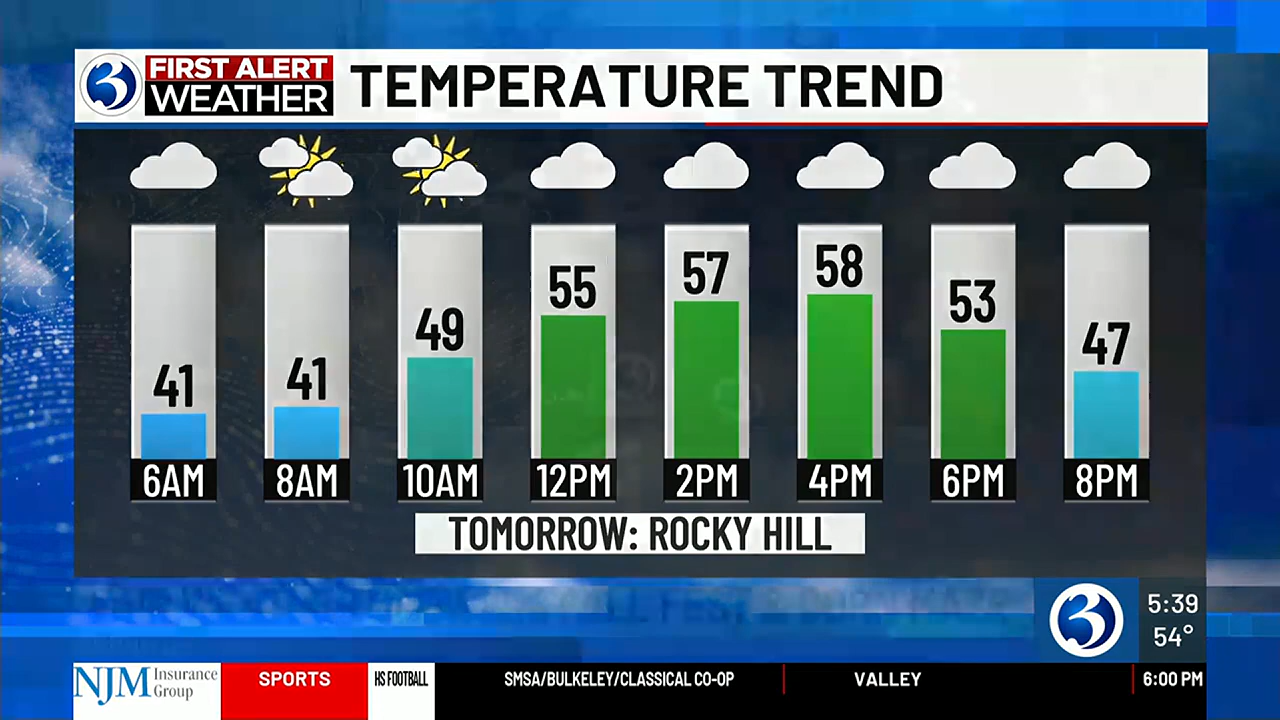 3 FIRST ALERT
WEATHER
TEMPERATURE TREND
41 41 49 55 57 58 53 47
6AM 8AM 10AM 12PM 2PM 4PM 6PM 8PM
TOMORROW: ROCKY HILL
3 5:39
54°
NJM Insurance
Group
SPORTS HS FOOTBALL SMSA/BULKELEY/CLASSICAL CO-OP VALLEY 6:00 PM